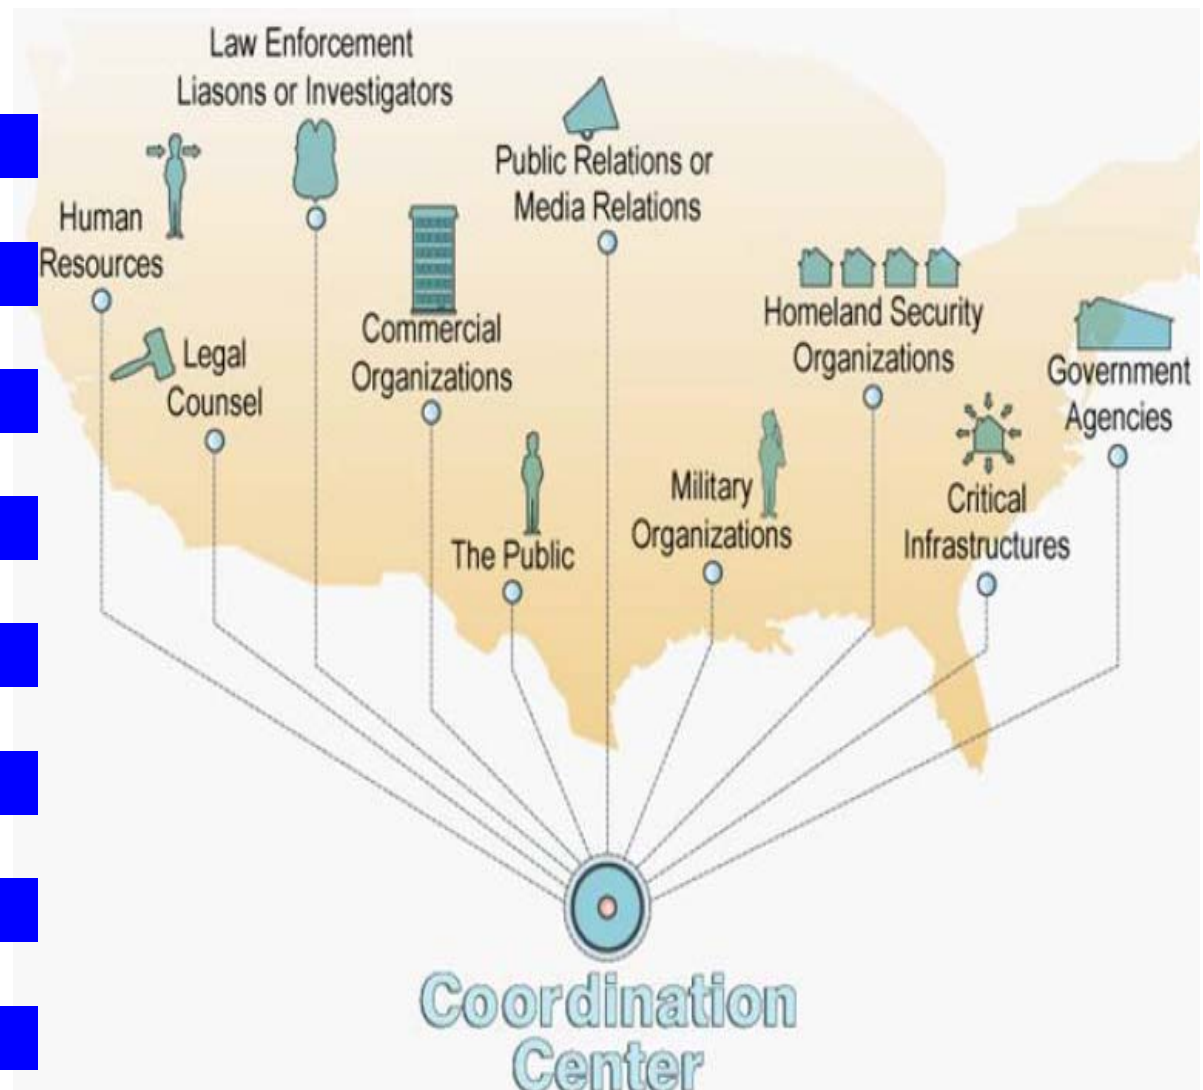 Law Enforcement
Liasons or Investigators
Public Relations or
Media Relations
Human
Resources
Commercial
Organizations
Legal
Counsel
Homeland Security
Organizations
Government
Agencies
The Public
Military
Organizations
Critical
Infrastructures
Coordination
Center